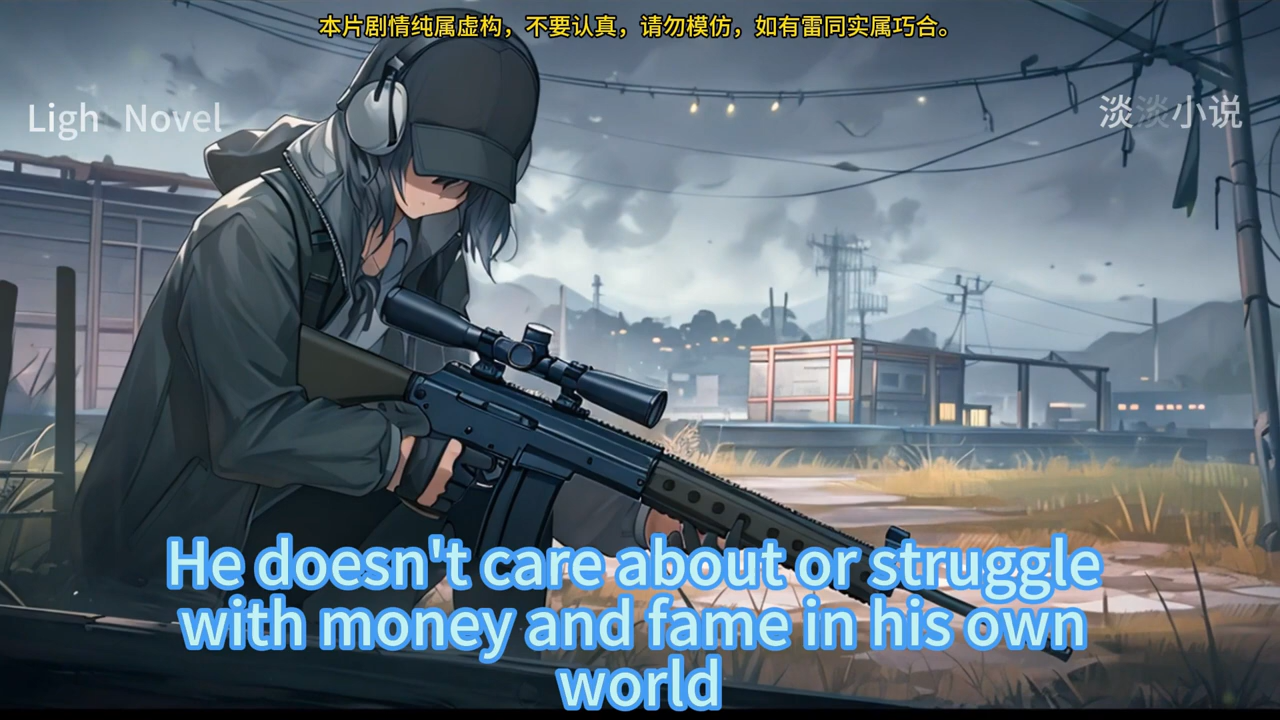 本片剧情纯属虚构，不要认真，请勿模仿，如有雷同实属巧合。
Ligh Novel
淡淡小说
He doesn't care about or struggle
with money and fame in his own
world